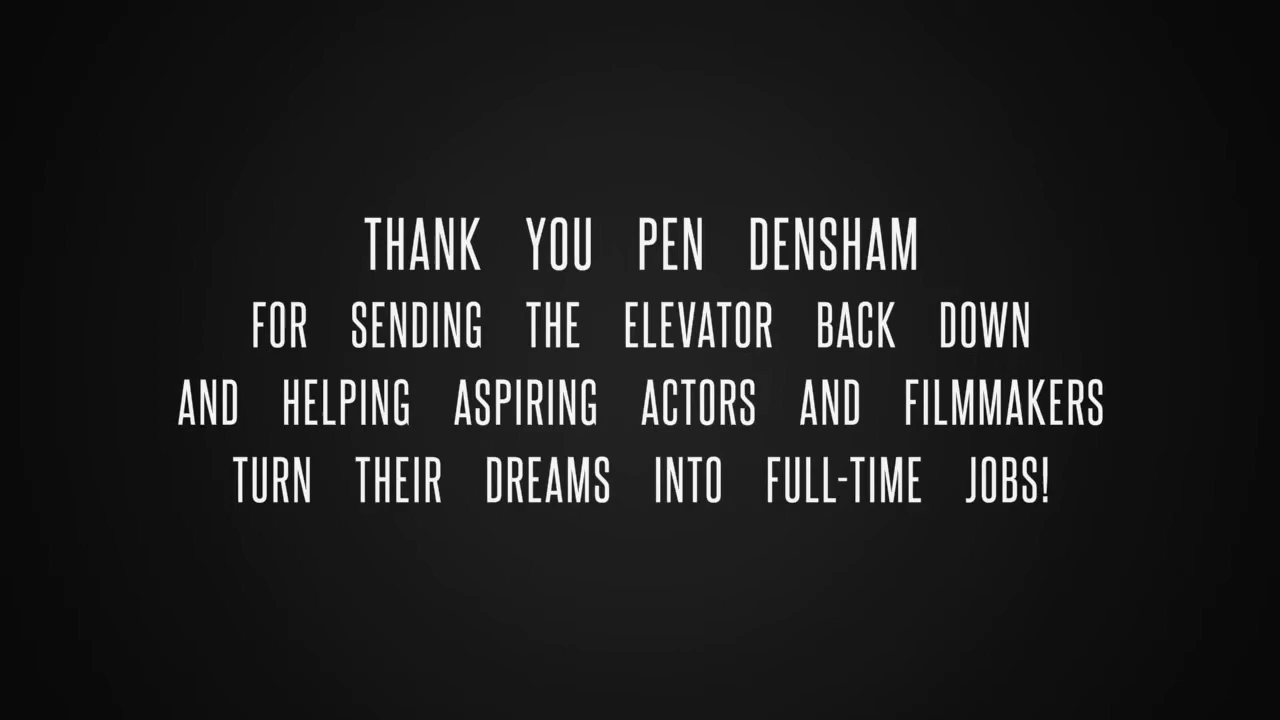 THANK YOU PEN DENSHAM
FOR SENDING THE ELEVATOR BACK DOWN
AND HELPING ASPIRING ACTORS AND FILMMAKERS
TURN THEIR DREAMS INTO FULL-TIME JOBS!